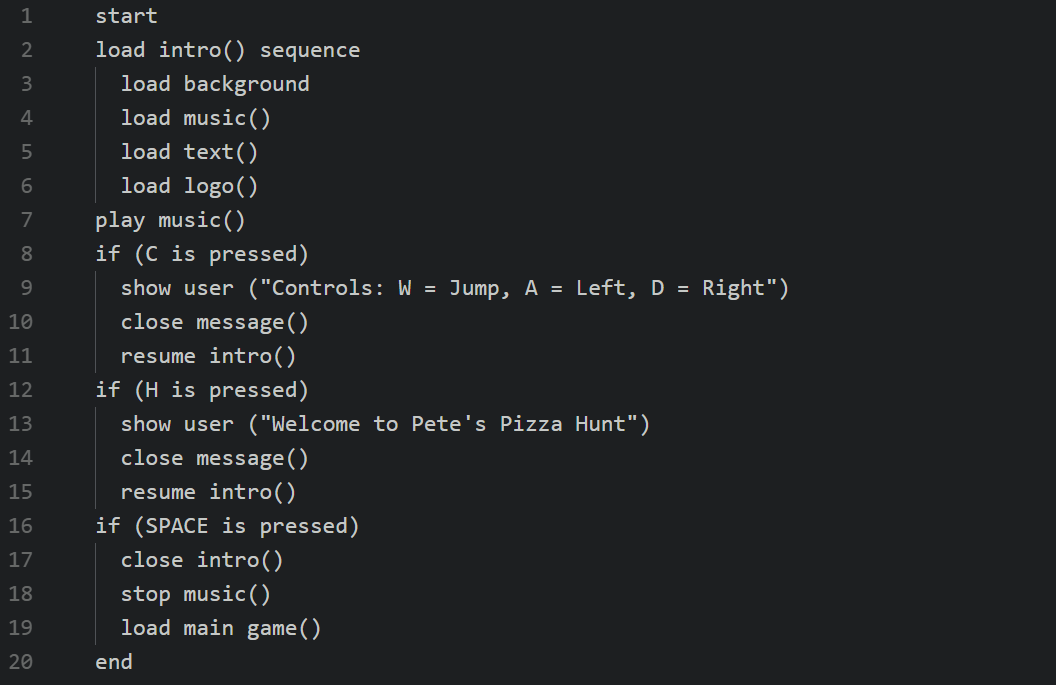 1 start
2 load intro() sequence
3 load background
4 load music()
5 load text()
6 load logo()
7 play music()
8 if (C is pressed)
9 show user ("Controls: W = Jump, A = Left, D = Right")
10 close message()
11 resume intro()
12 if (H is pressed)
13 show user ("Welcome to Pete's Pizza Hunt")
14 close message()
15 resume intro()
16 if (SPACE is pressed)
17 close intro()
18 stop music()
19 load main game()
20 end